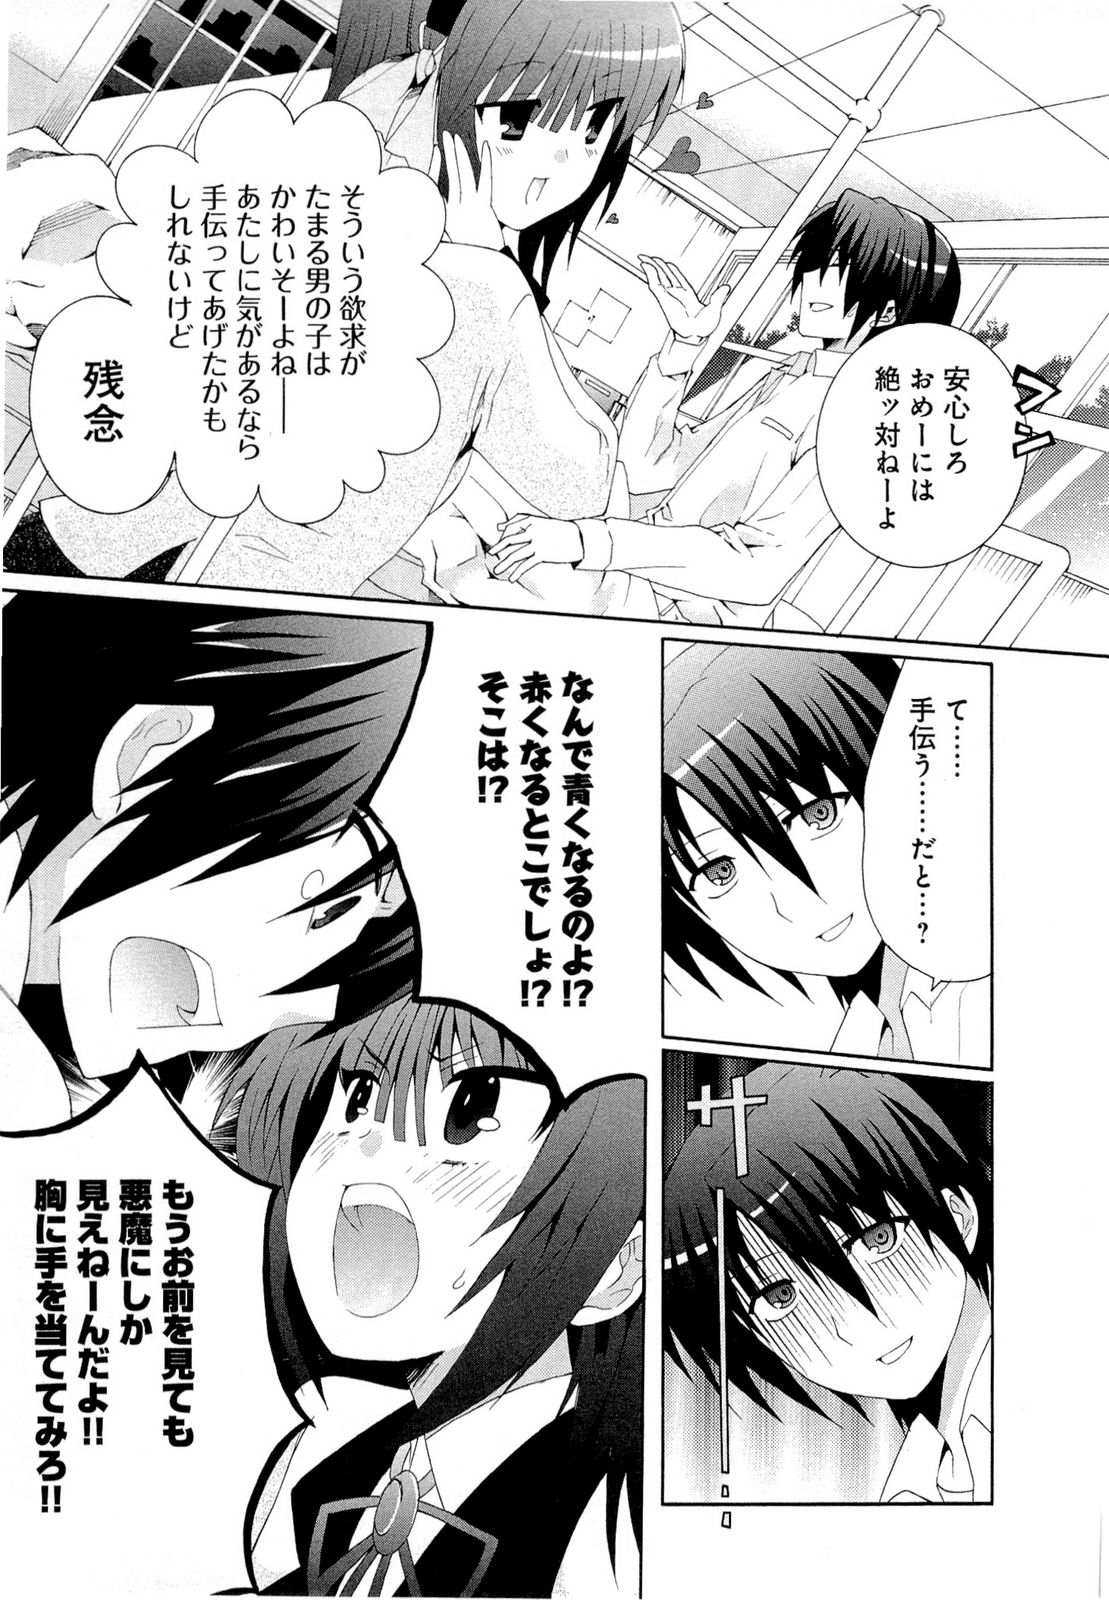 安心しろ
おめーには
絶ッ対ねーよ
フン
そういう欲求が
たまる男の子は
かわいそーよね――
あたしに気があるなら
手伝ってあげたかも
しれないけど
残念
て……
手伝う……だと…?
サーー…
なんで青くなるのよ!?
赤くなるとこでしょ!?
そこは!?
もうお前を見ても
悪魔にしか
見えねーんだよ!!
胸に手を当ててみろ!!